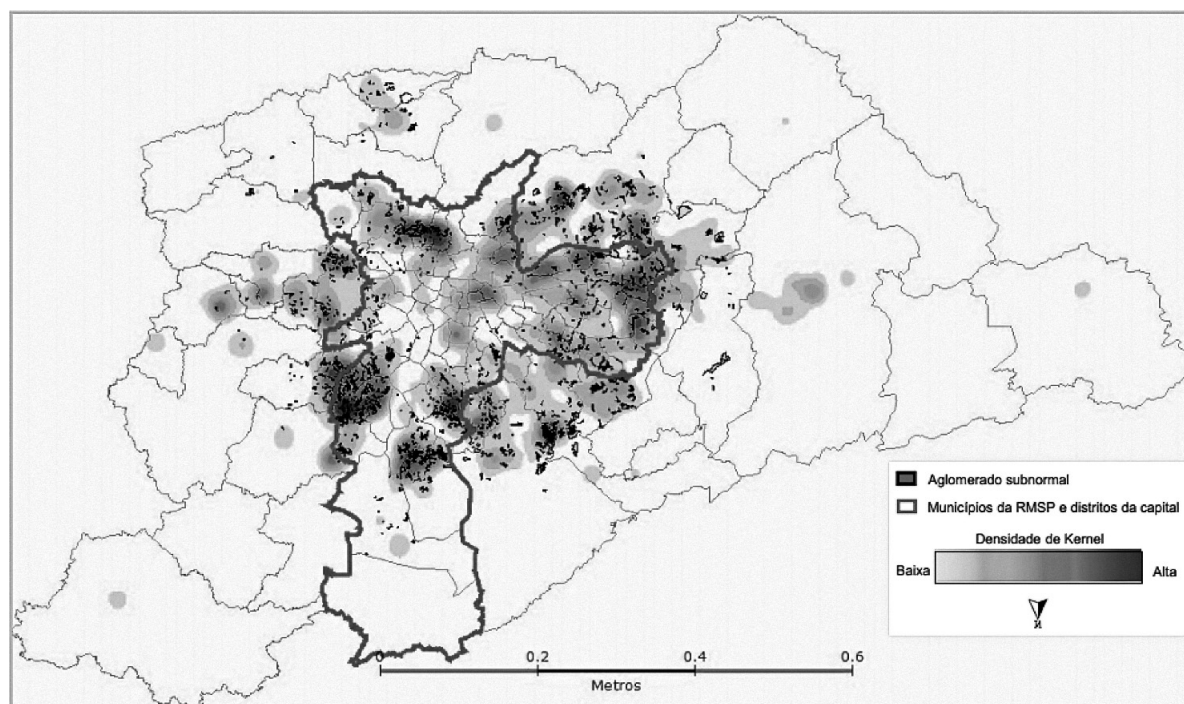 Aglomerado subnormal
Municípios da RMSP e distritos da capital
Densidade de Kernel
Baixa
Alta
N
0
0.2
0.4
0.6
Metros